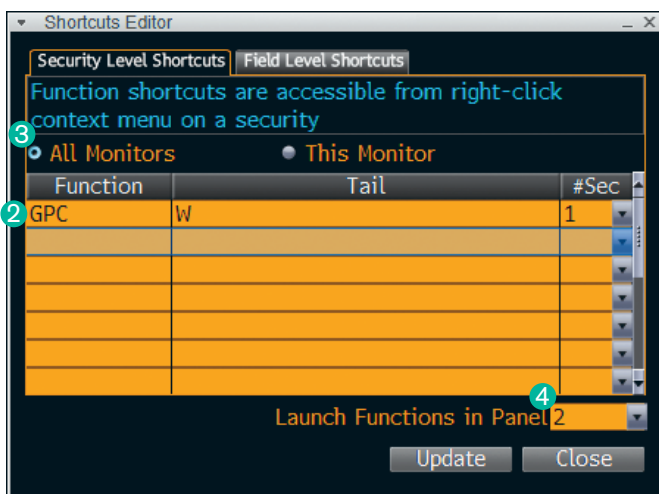 Shortcuts Editor
Security Level Shortcuts Field Level Shortcuts
Function shortcuts are accessible from right-click
context menu on a security
3
All Monitors This Monitor
Function Tail #Sec
2 GPC W 1
4
Launch Functions in Panel 2
Update Close